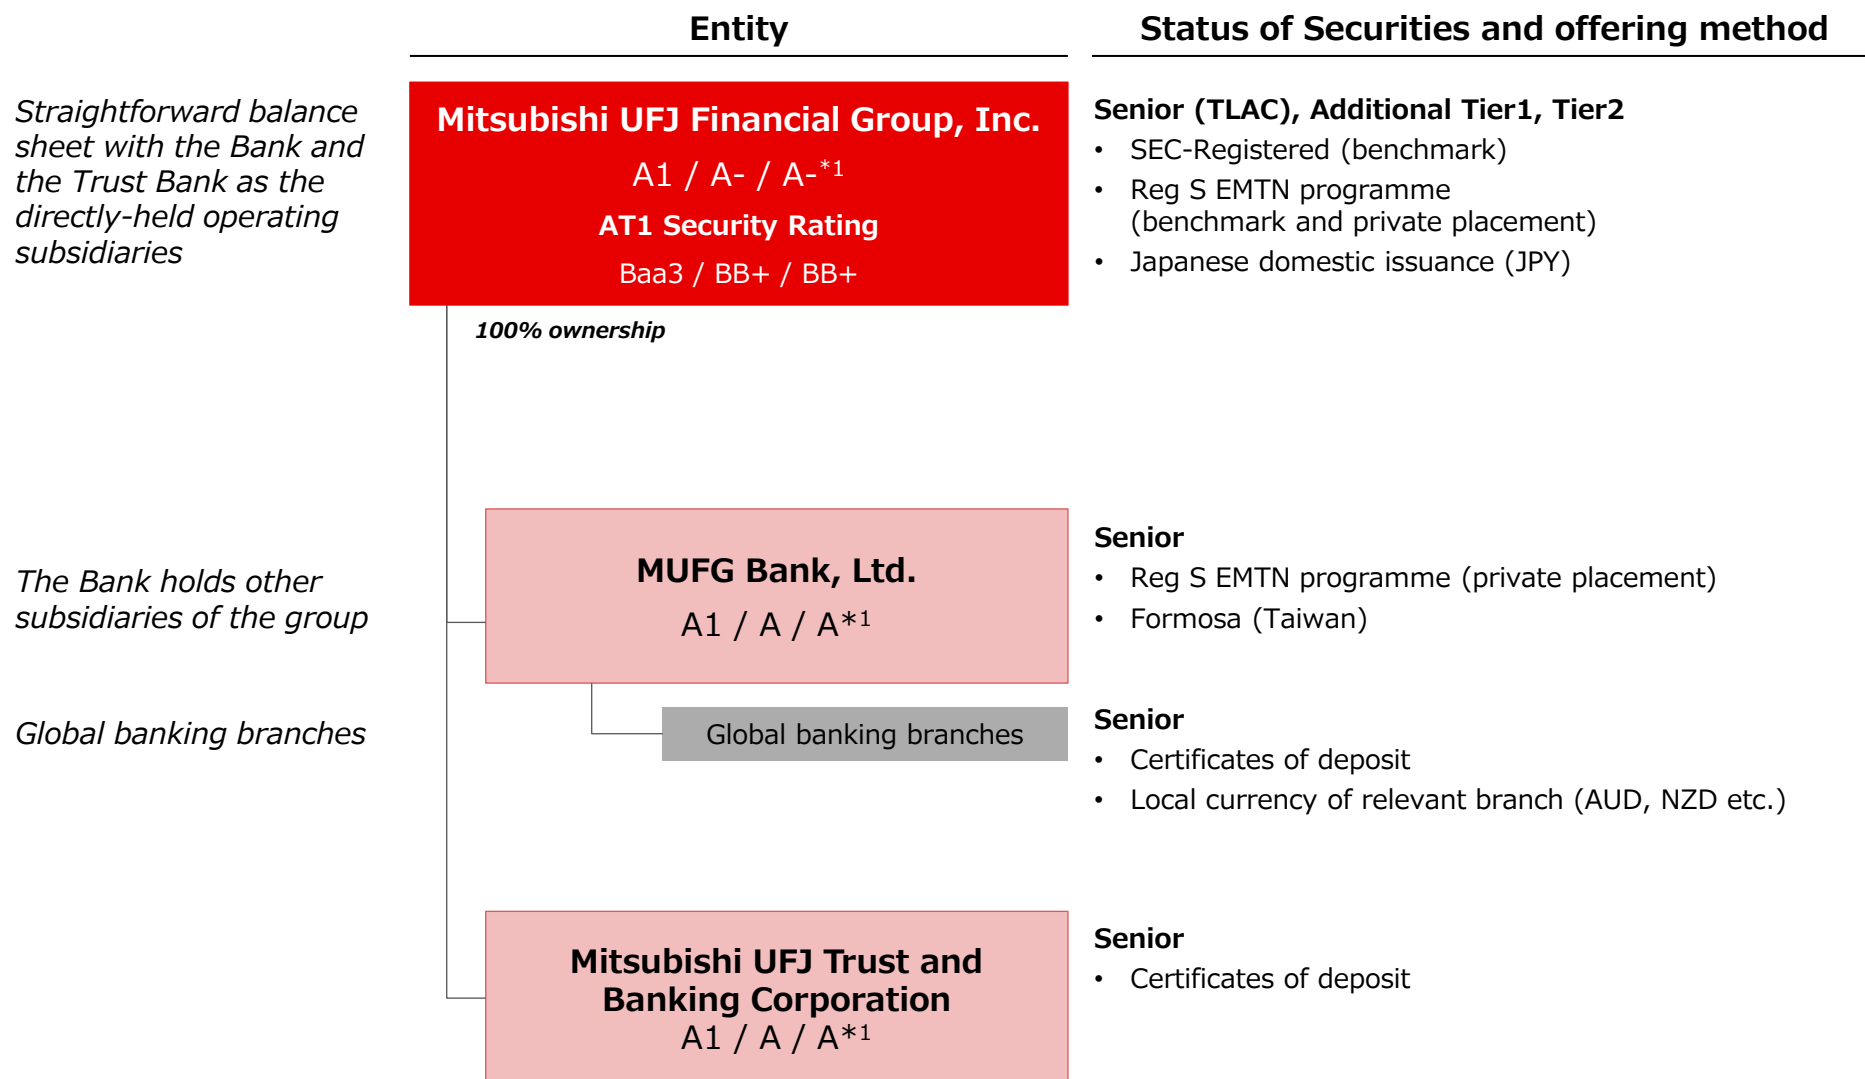 Entity
Status of Securities and offering method
Straightforward balance
sheet with the Bank and
the Trust Bank as the
directly-held operating
subsidiaries
Mitsubishi UFJ Financial Group, Inc.
A1 / A- / A-*1
AT1 Security Rating
Baa3 / BB+ / BB+
Senior (TLAC), Additional Tier1, Tier2
• SEC-Registered (benchmark)
• Reg S EMTN programme
(benchmark and private placement)
• Japanese domestic issuance (JPY)
100% ownership
The Bank holds other
subsidiaries of the group
MUFG Bank, Ltd.
A1 / A / A*1
Senior
• Reg S EMTN programme (private placement)
• Formosa (Taiwan)
Global banking branches
Global banking branches
Senior
• Certificates of deposit
• Local currency of relevant branch (AUD, NZD etc.)
Mitsubishi UFJ Trust and
Banking Corporation
A1 / A / A*1
Senior
• Certificates of deposit